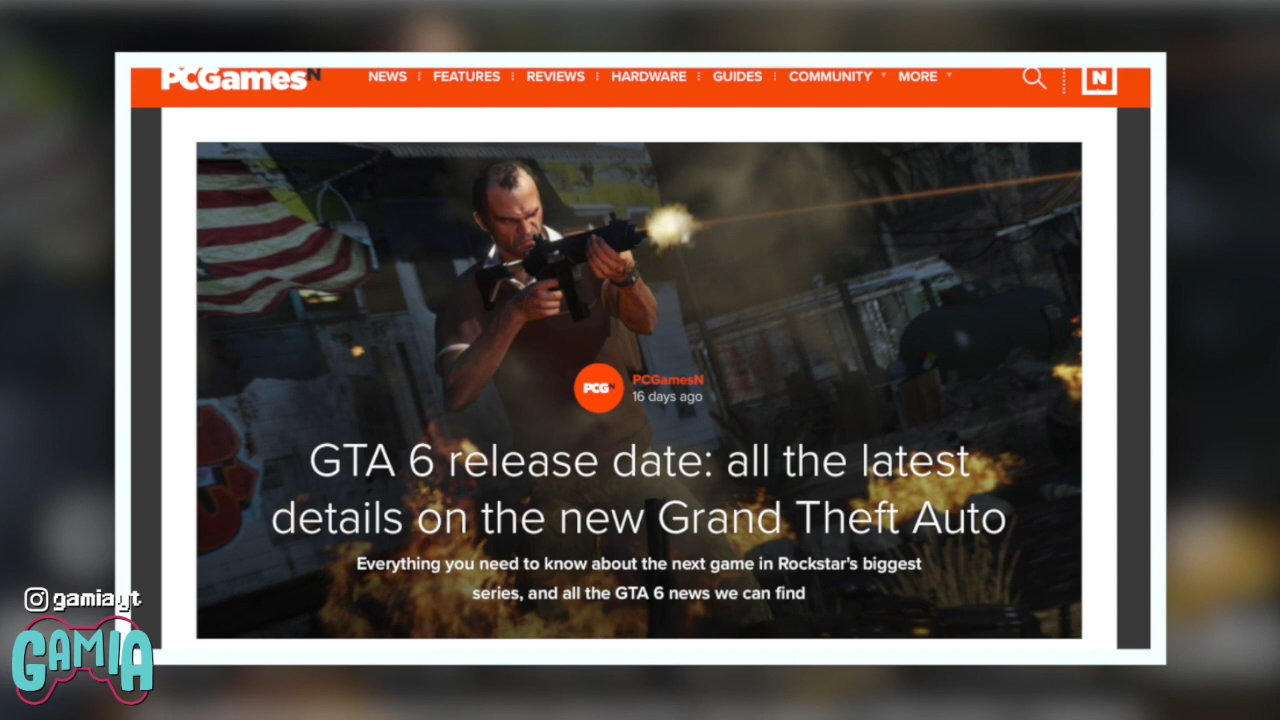 PCGamesN
NEWS FEATURES REVIEWS HARDWARE GUIDES COMMUNITY MORE
N
PCGN
PCGamesN
16 days ago
GTA 6 release date: all the latest
details on the new Grand Theft Auto
Everything you need to know about the next game in Rockstar's biggest
series, and all the GTA 6 news we can find
gamiayt
GAMIA